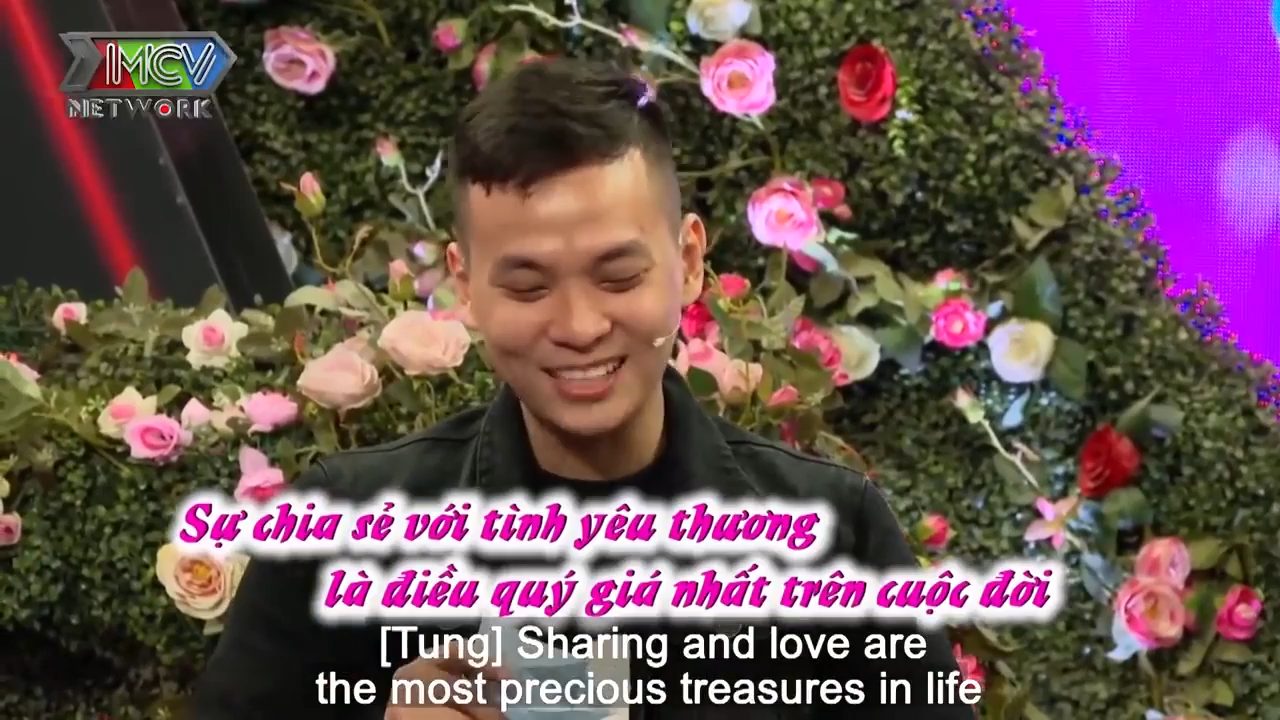 MCV
NETWORK
Sự chia sẻ với tình yêu thương
là điều quý giá nhất trên cuộc đời
[Tung] Sharing and love are
the most precious treasures in life